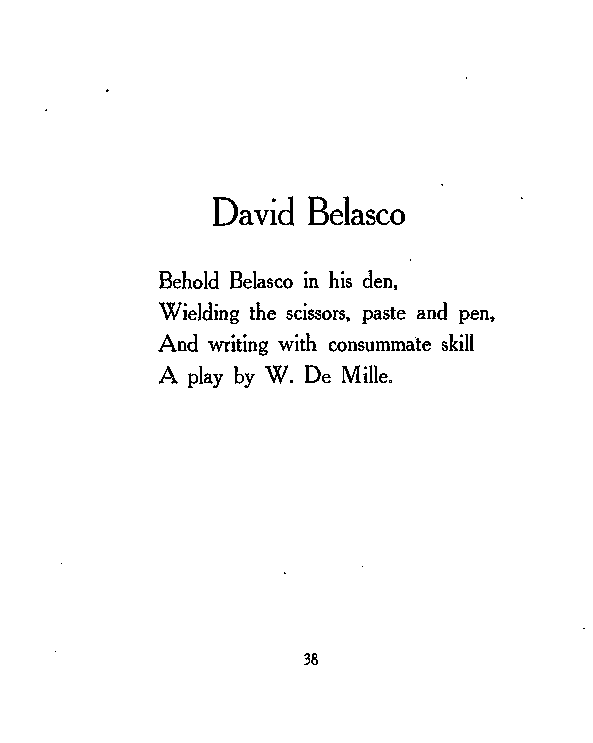 David Belasco
Behold Belasco in his den,
Wielding the scissors, paste and pen,
And writing with consummate skill
A play by W. De Mille.
38